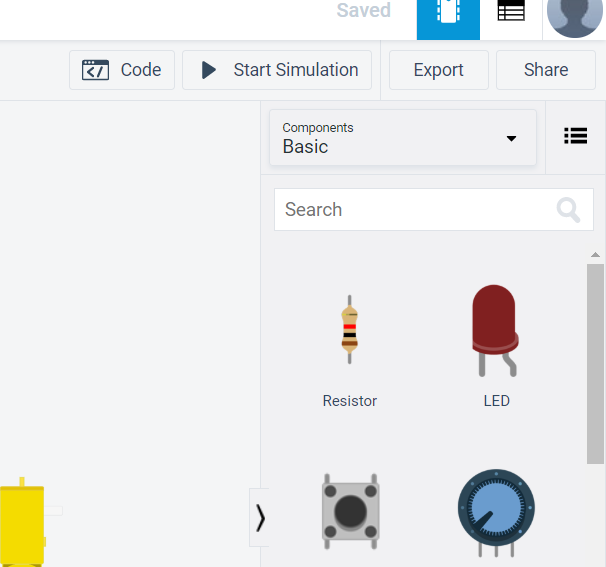 Saved
Code
Start Simulation
Export
Share
Components
Basic
Search
Resistor
LED